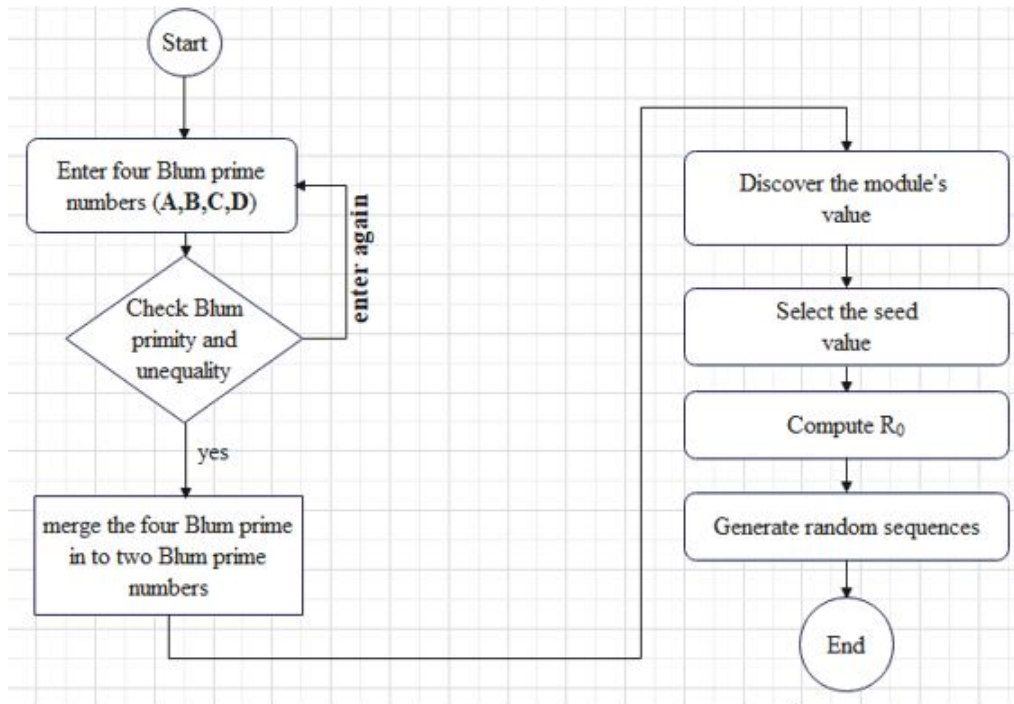 Start
Enter four Blum prime
numbers (A,B,C,D)
enter again
Check Blum
primity and
unequality
yes
merge the four Blum prime
in to two Blum prime
numbers
Discover the module's
value
Select the seed
value
Compute R₀
Generate random sequences
End